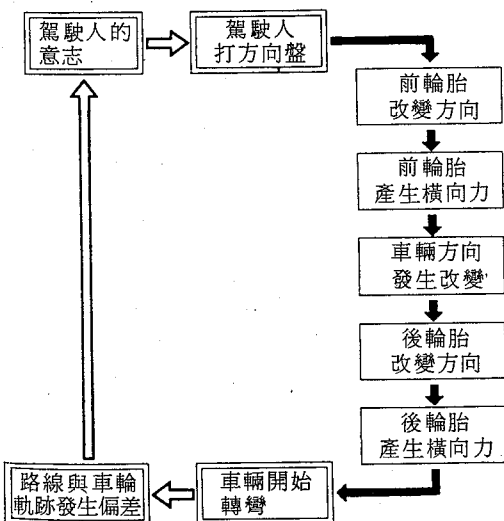 駕駛人的
意志
駕駛人
打方向盤
前輪胎
改變方向
前輪胎
產生橫向力
車輛方向
發生改變
後輪胎
改變方向
後輪胎
產生橫向力
車輛開始
轉彎
路線與車輪
軌跡發生偏差